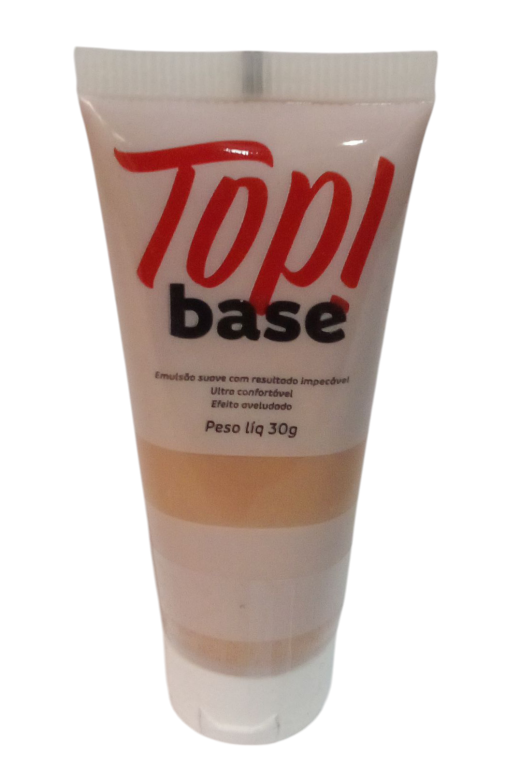 Top!
base
Emulsão suave com resultado impecável
Ultra confortável
Efeito aveludado
Peso líq 30g